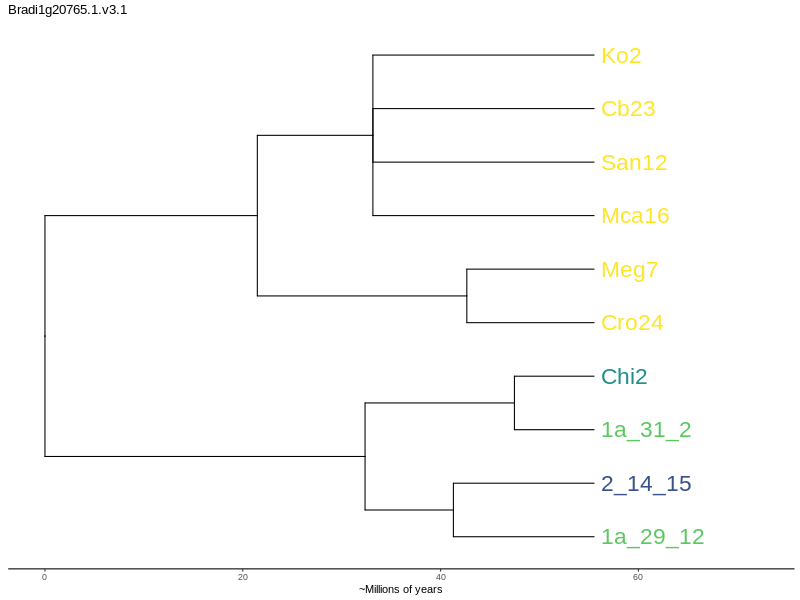 Bradi1g20765.1.v3.1
Ko2
Cb23
San12
Mca16
Meg7
Cro24
Chi2
1a_31_2
2_14_15
1a_29_12
0 20 40 60
~Millions of years